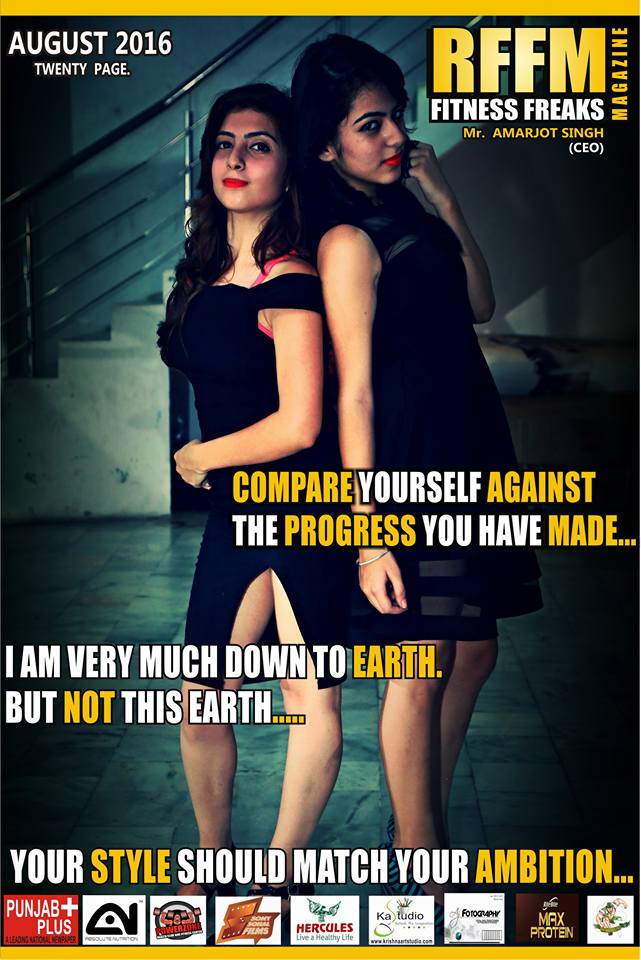 AUGUST 2016
TWENTY PAGE.
RFFM
MAGAZINE
FITNESS FREAKS
Mr. AMARJOT SINGH
(CEO)
COMPARE YOURSELF AGAINST
THE PROGRESS YOU HAVE MADE...
I AM VERY MUCH DOWN TO EARTH.
BUT NOT THIS EARTH.....
YOUR STYLE SHOULD MATCH YOUR AMBITION...
PUNJAB+
PLUS
A LEADING NATIONAL NEWSPAPER
ABSOLUTE NUTRITION
POWERZONE
SONY
SONAL
FILMS
HERCULES
Live a Healthy Life
Ka Studio
www.krishnaartstudio.com
FOTOGRAPHY
MAX
PROTEIN